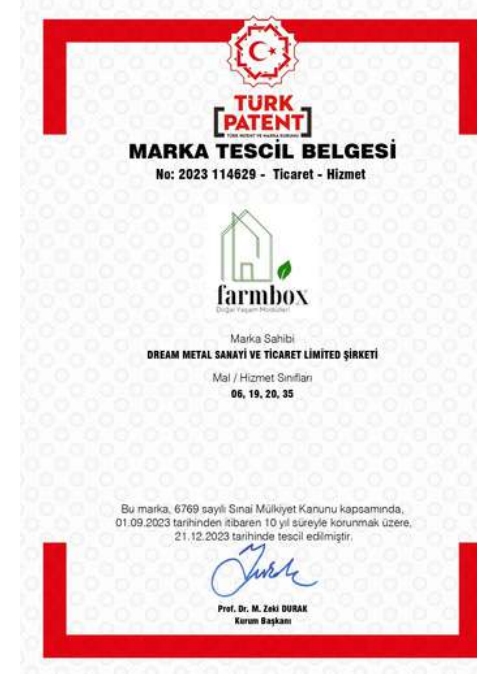 TÜRK
PATENT
TÜRK PATENT VE MARKA KURUMU
MARKA TESCİL BELGESİ
No: 2023 114629 - Ticaret - Hizmet
farmbox
Doğal Yaşam Modülleri
Marka Sahibi
DREAM METAL SANAYİ VE TİCARET LİMİTED ŞİRKETİ
Mal / Hizmet Sınıfları
06, 19, 20, 35
Bu marka, 6769 sayılı Sınai Mülkiyet Kanunu kapsamında,
01.09.2023 tarihinden itibaren 10 yıl süreyle korunmak üzere,
21.12.2023 tarihinde tescil edilmiştir.
Prof. Dr. M. Zeki DURAK
Kurum Başkanı